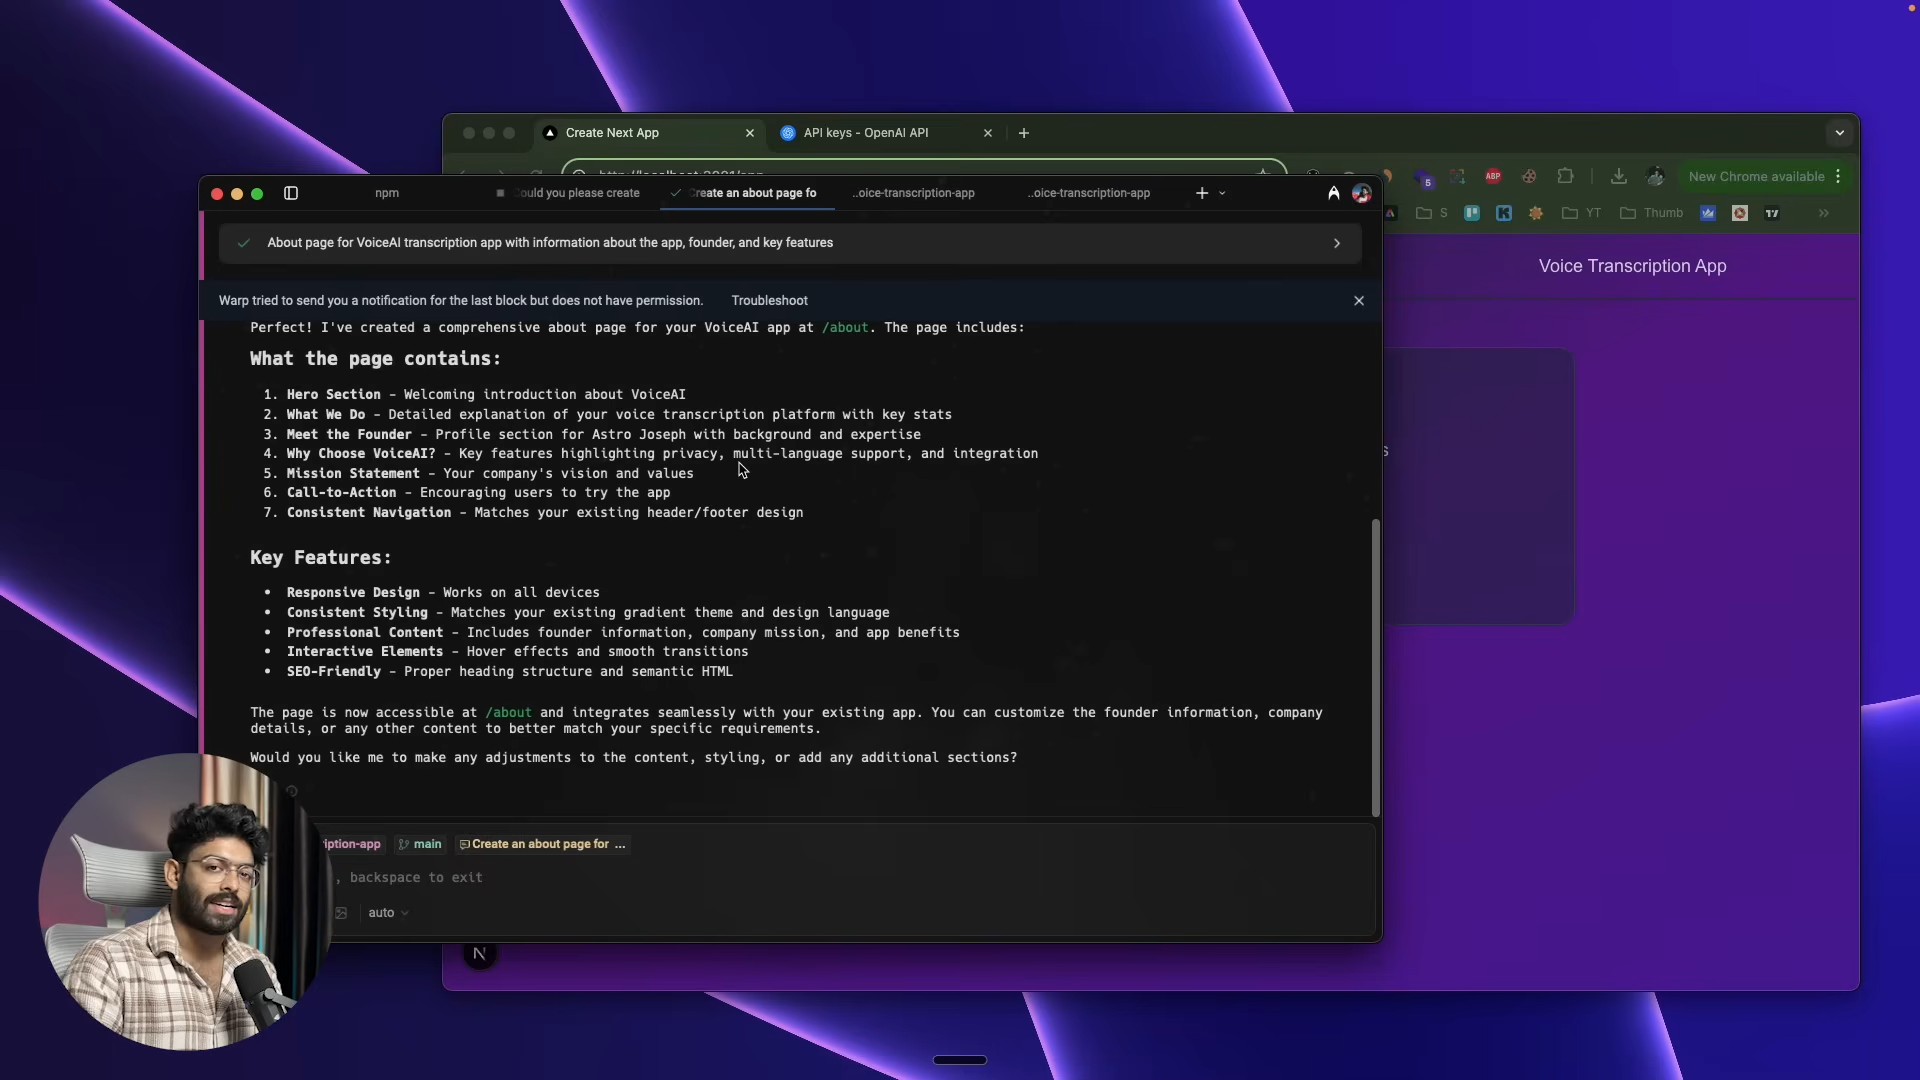 Create Next App
API keys - OpenAI API
New Chrome available
S
YT
Thumb
Voice Transcription App
npm
ould you please create
Create an about page fo
..oice-transcription-app
..oice-transcription-app
About page for VoiceAI transcription app with information about the app, founder, and key features
Warp tried to send you a notification for the last block but does not have permission. Troubleshoot
Perfect! I've created a comprehensive about page for your VoiceAI app at /about. The page includes:
What the page contains:
1. Hero Section - Welcoming introduction about VoiceAI
2. What We Do - Detailed explanation of your voice transcription platform with key stats
3. Meet the Founder - Profile section for Astro Joseph with background and expertise
4. Why Choose VoiceAI? - Key features highlighting privacy, multi-language support, and integration
5. Mission Statement - Your company's vision and values
6. Call-to-Action - Encouraging users to try the app
7. Consistent Navigation - Matches your existing header/footer design
Key Features:
• Responsive Design - Works on all devices
• Consistent Styling - Matches your existing gradient theme and design language
• Professional Content - Includes founder information, company mission, and app benefits
• Interactive Elements - Hover effects and smooth transitions
• SEO-Friendly - Proper heading structure and semantic HTML
The page is now accessible at /about and integrates seamlessly with your existing app. You can customize the founder information, company
details, or any other content to better match your specific requirements.
Would you like me to make any adjustments to the content, styling, or add any additional sections?
iption-app
main
Create an about page for ...
, backspace to exit
auto
N